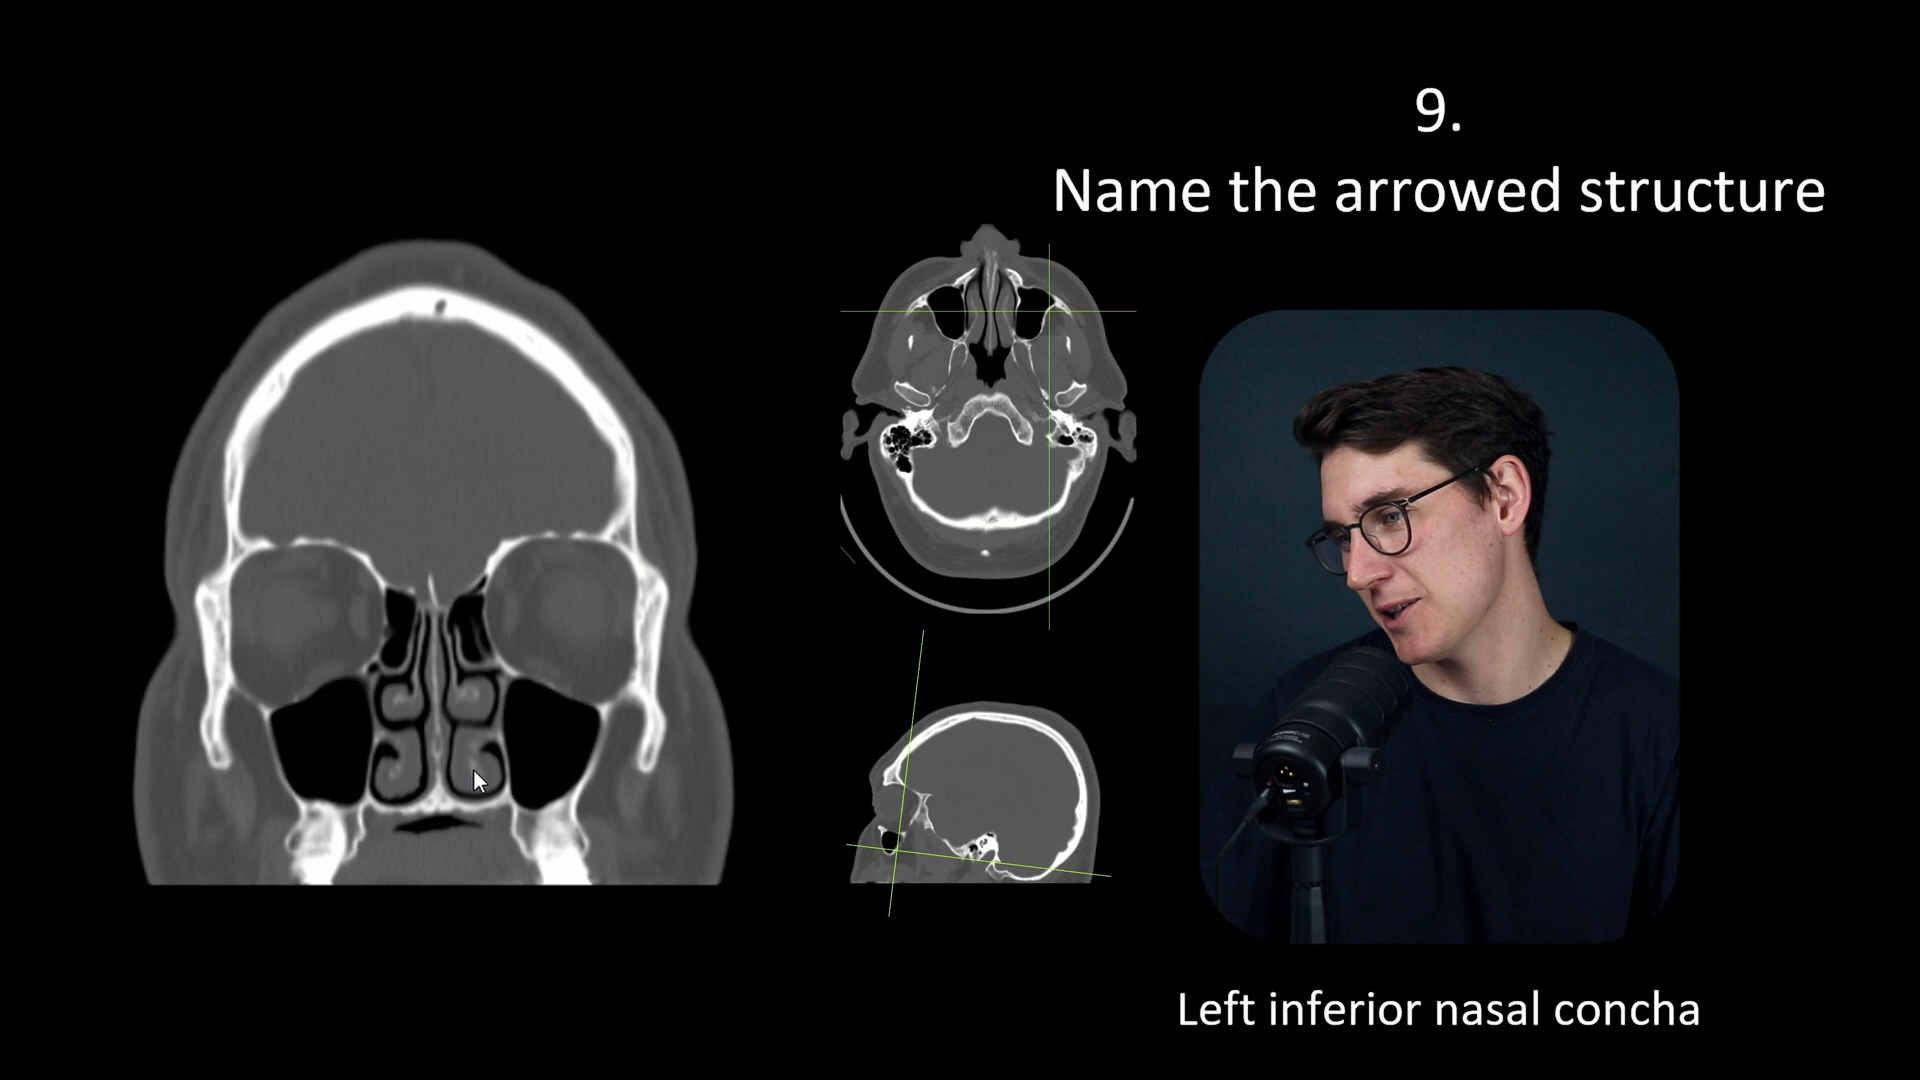 9.
Name the arrowed structure
Left inferior nasal concha